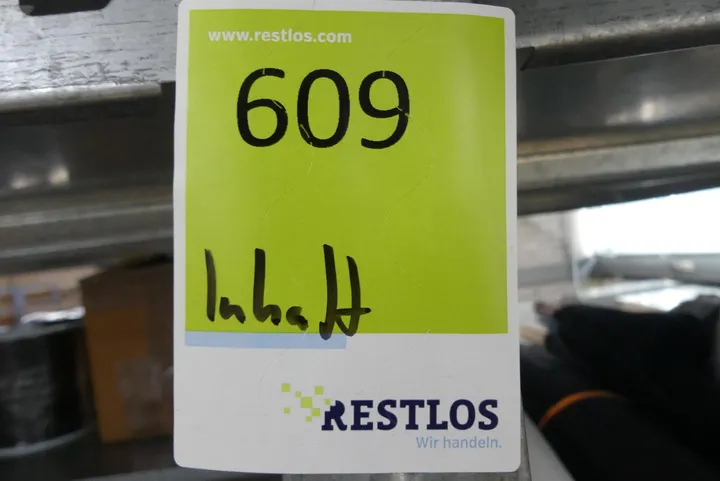 www.restlos.com
609
Inhalt
RESTLOS
Wir handeln.